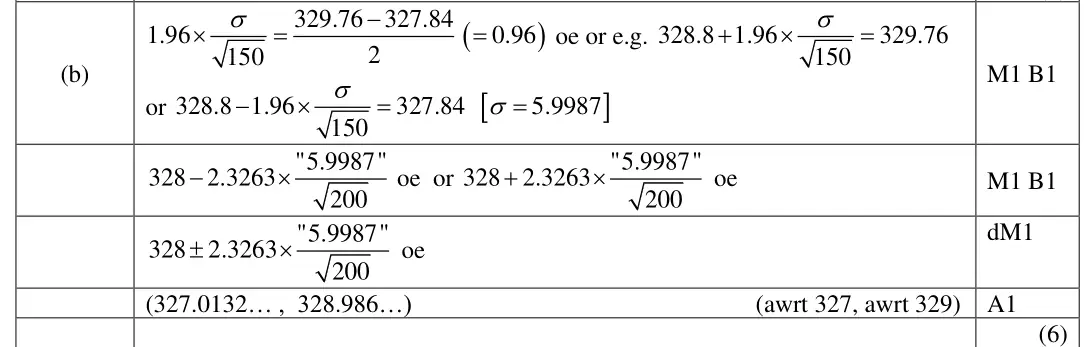 (b) 1.96×σ/√150 = (329.76−327.84)/2 (=0.96) oe or e.g. 328.8+1.96×σ/√150 = 329.76
or 328.8−1.96×σ/√150 = 327.84 [σ=5.9987] M1 B1
328−2.3263×"5.9987"/√200 oe or 328+2.3263×"5.9987"/√200 oe M1 B1
328±2.3263×"5.9987"/√200 oe dM1
(327.0132… , 328.986…) (awrt 327, awrt 329) A1
(6)